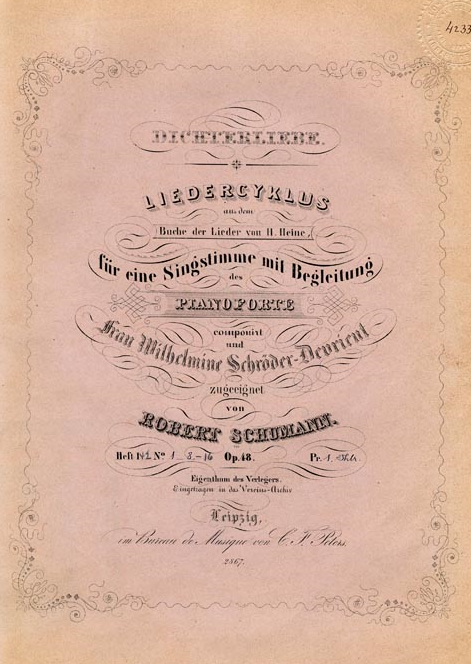 4233
DICHTERLIEBE.
LIEDERCYKLUS
aus dem
Buche der Lieder von H. Heine,
für eine Singstimme mit Begleitung
des
PIANOFORTE
componirt
und
Frau Wilhelmine Schröder-Devrient
zugeeignet
von
ROBERT SCHUMANN.
Heft No 1 8.–16 Op.48. Pr. 1
Eigenthum des Verlegers.
Eingetragen in das Vereins-Archiv
Leipzig,
im Bureau de Musique von C. F. Peters.
2867.